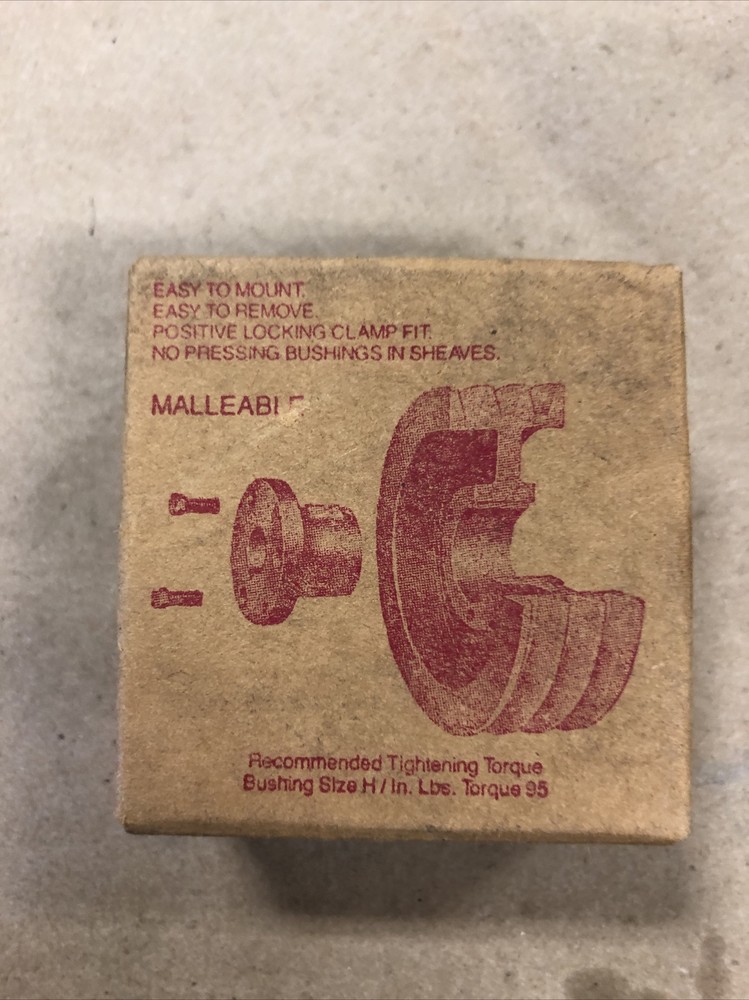 EASY TO MOUNT.
EASY TO REMOVE.
POSITIVE LOCKING CLAMP FIT.
NO PRESSING BUSHINGS IN SHEAVES.
MALLEABLE
Recommended Tightening Torque
Bushing Size H / In. Lbs. Torque 95